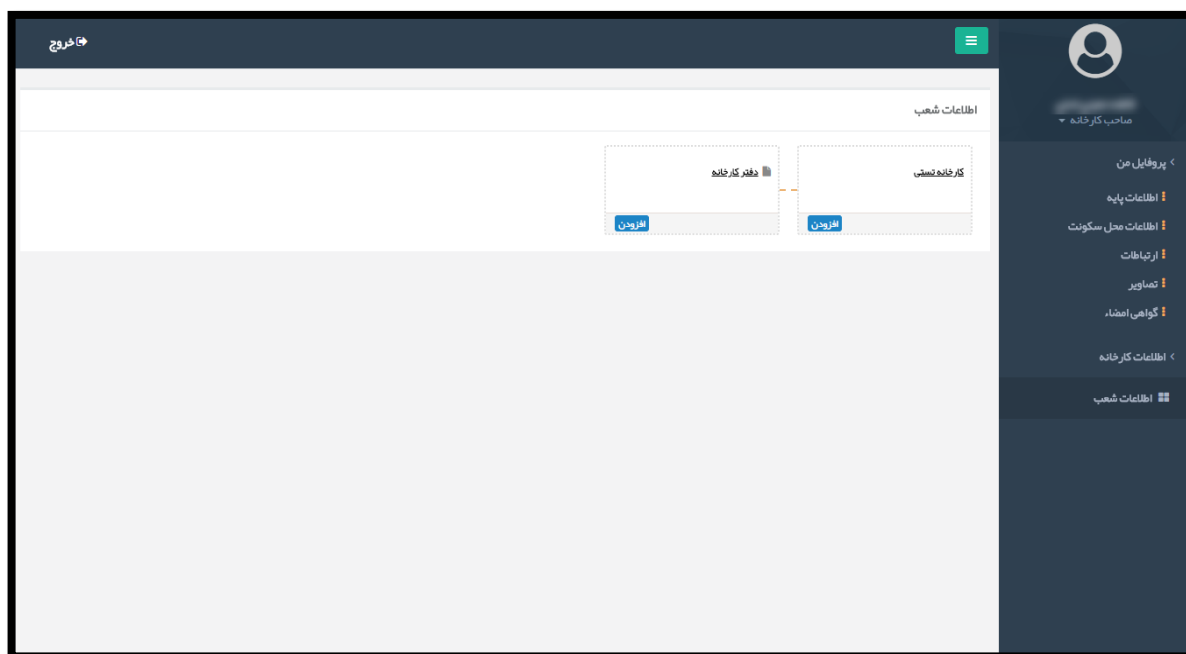 خروج
صاحب کارخانه
پروفایل من
اطلاعات پایه
اطلاعات محل سکونت
ارتباطات
تصاویر
گواهی امضاء
اطلاعات کارخانه
اطلاعات شعب
اطلاعات شعب
کارخانه تستی
افزودن
دفتر کارخانه
افزودن